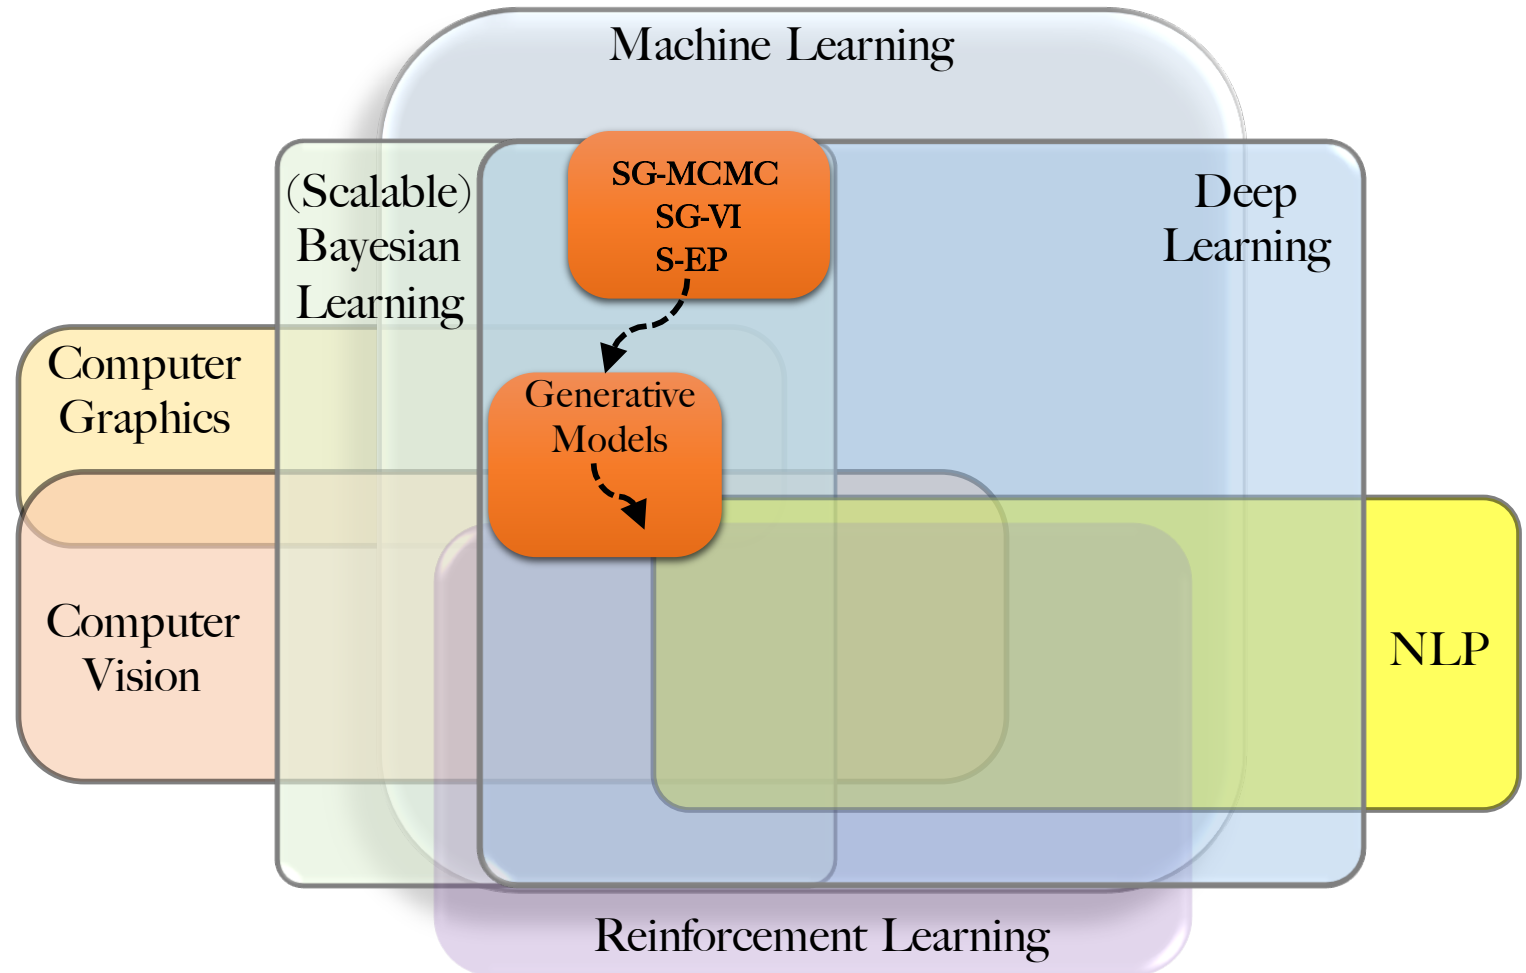 Machine Learning
(Scalable)
Bayesian
Learning
SG-MCMC
SG-VI
S-EP
Deep
Learning
Computer
Graphics
Generative
Models
Computer
Vision
NLP
Reinforcement Learning